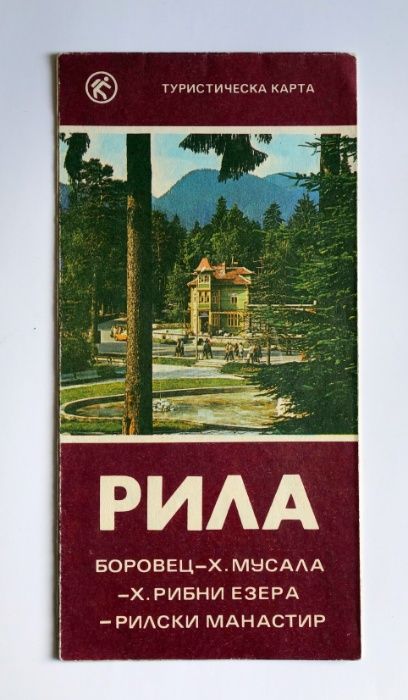 ТУРИСТИЧЕСКА КАРТА
РИЛА
БОРОВЕЦ-Х. МУСАЛА
-Х. РИБНИ ЕЗЕРА
-РИЛСКИ МАНАСТИР